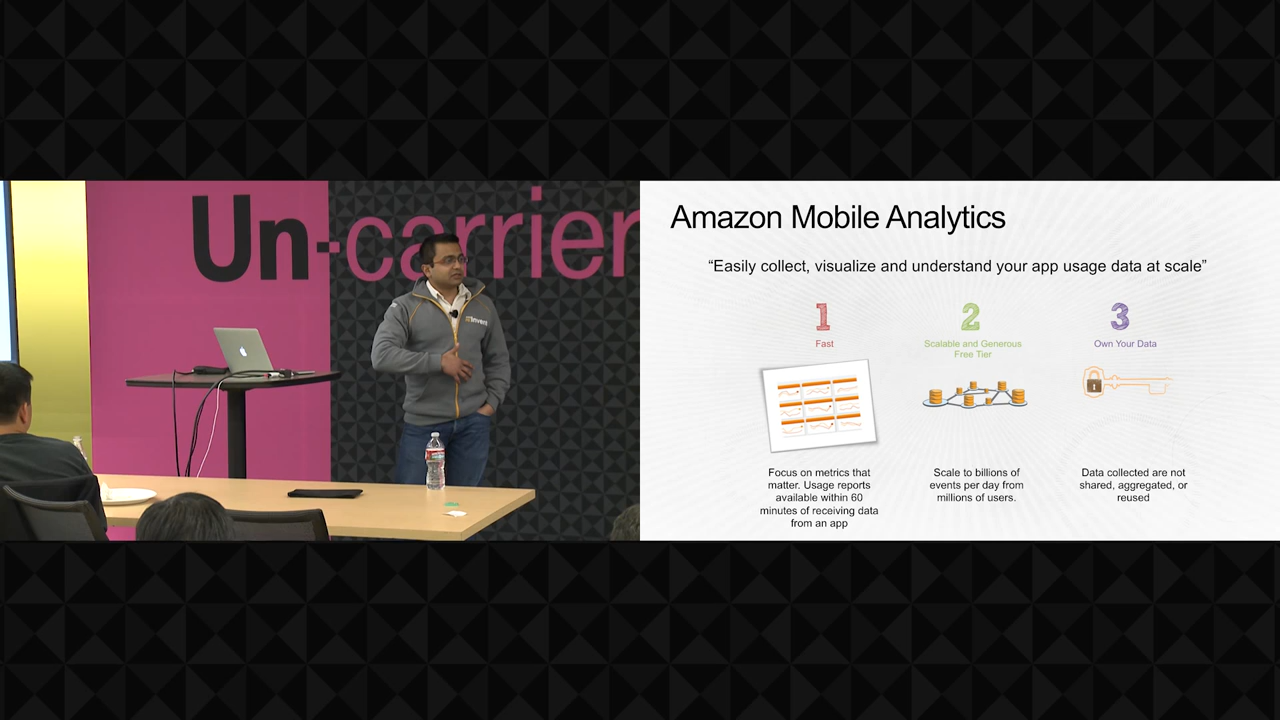 Un-carrier
Amazon Mobile Analytics
“Easily collect, visualize and understand your app usage data at scale”
1
2
3
Fast
Scalable and Generous
Free Tier
Own Your Data
Focus on metrics that
matter. Usage reports
available within 60
minutes of receiving data
from an app
Scale to billions of
events per day from
millions of users.
Data collected are not
shared, aggregated, or
reused